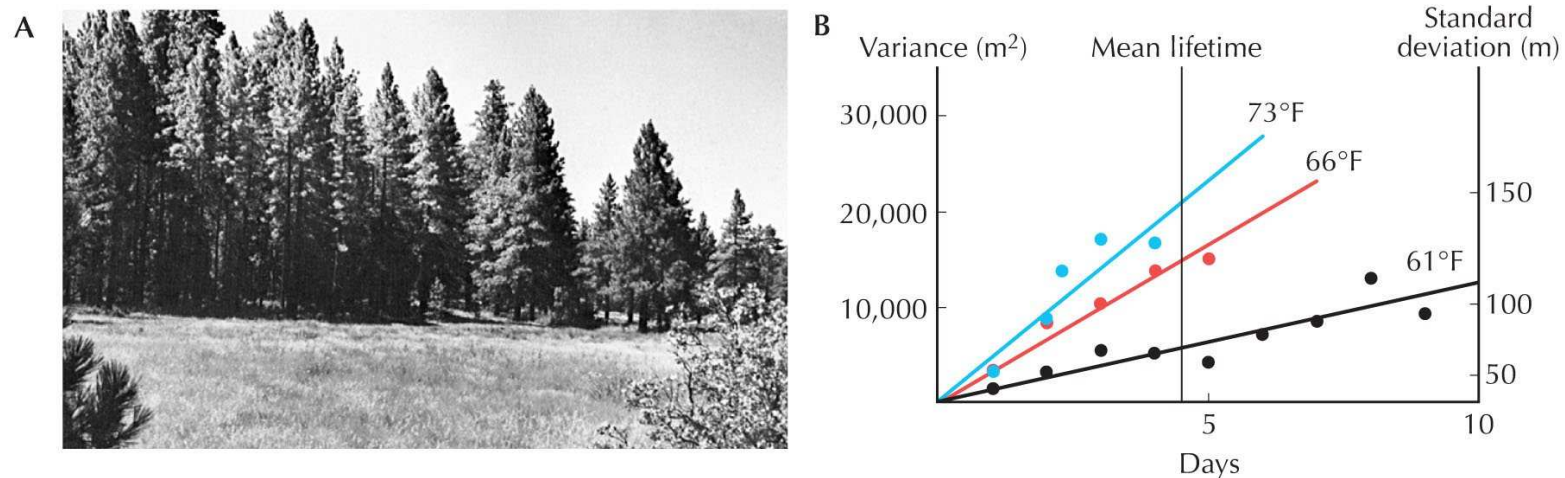 A
B
Variance (m²)
Mean lifetime
Standard
deviation (m)
30,000
20,000
10,000
73°F
66°F
61°F
150
100
50
5
10
Days